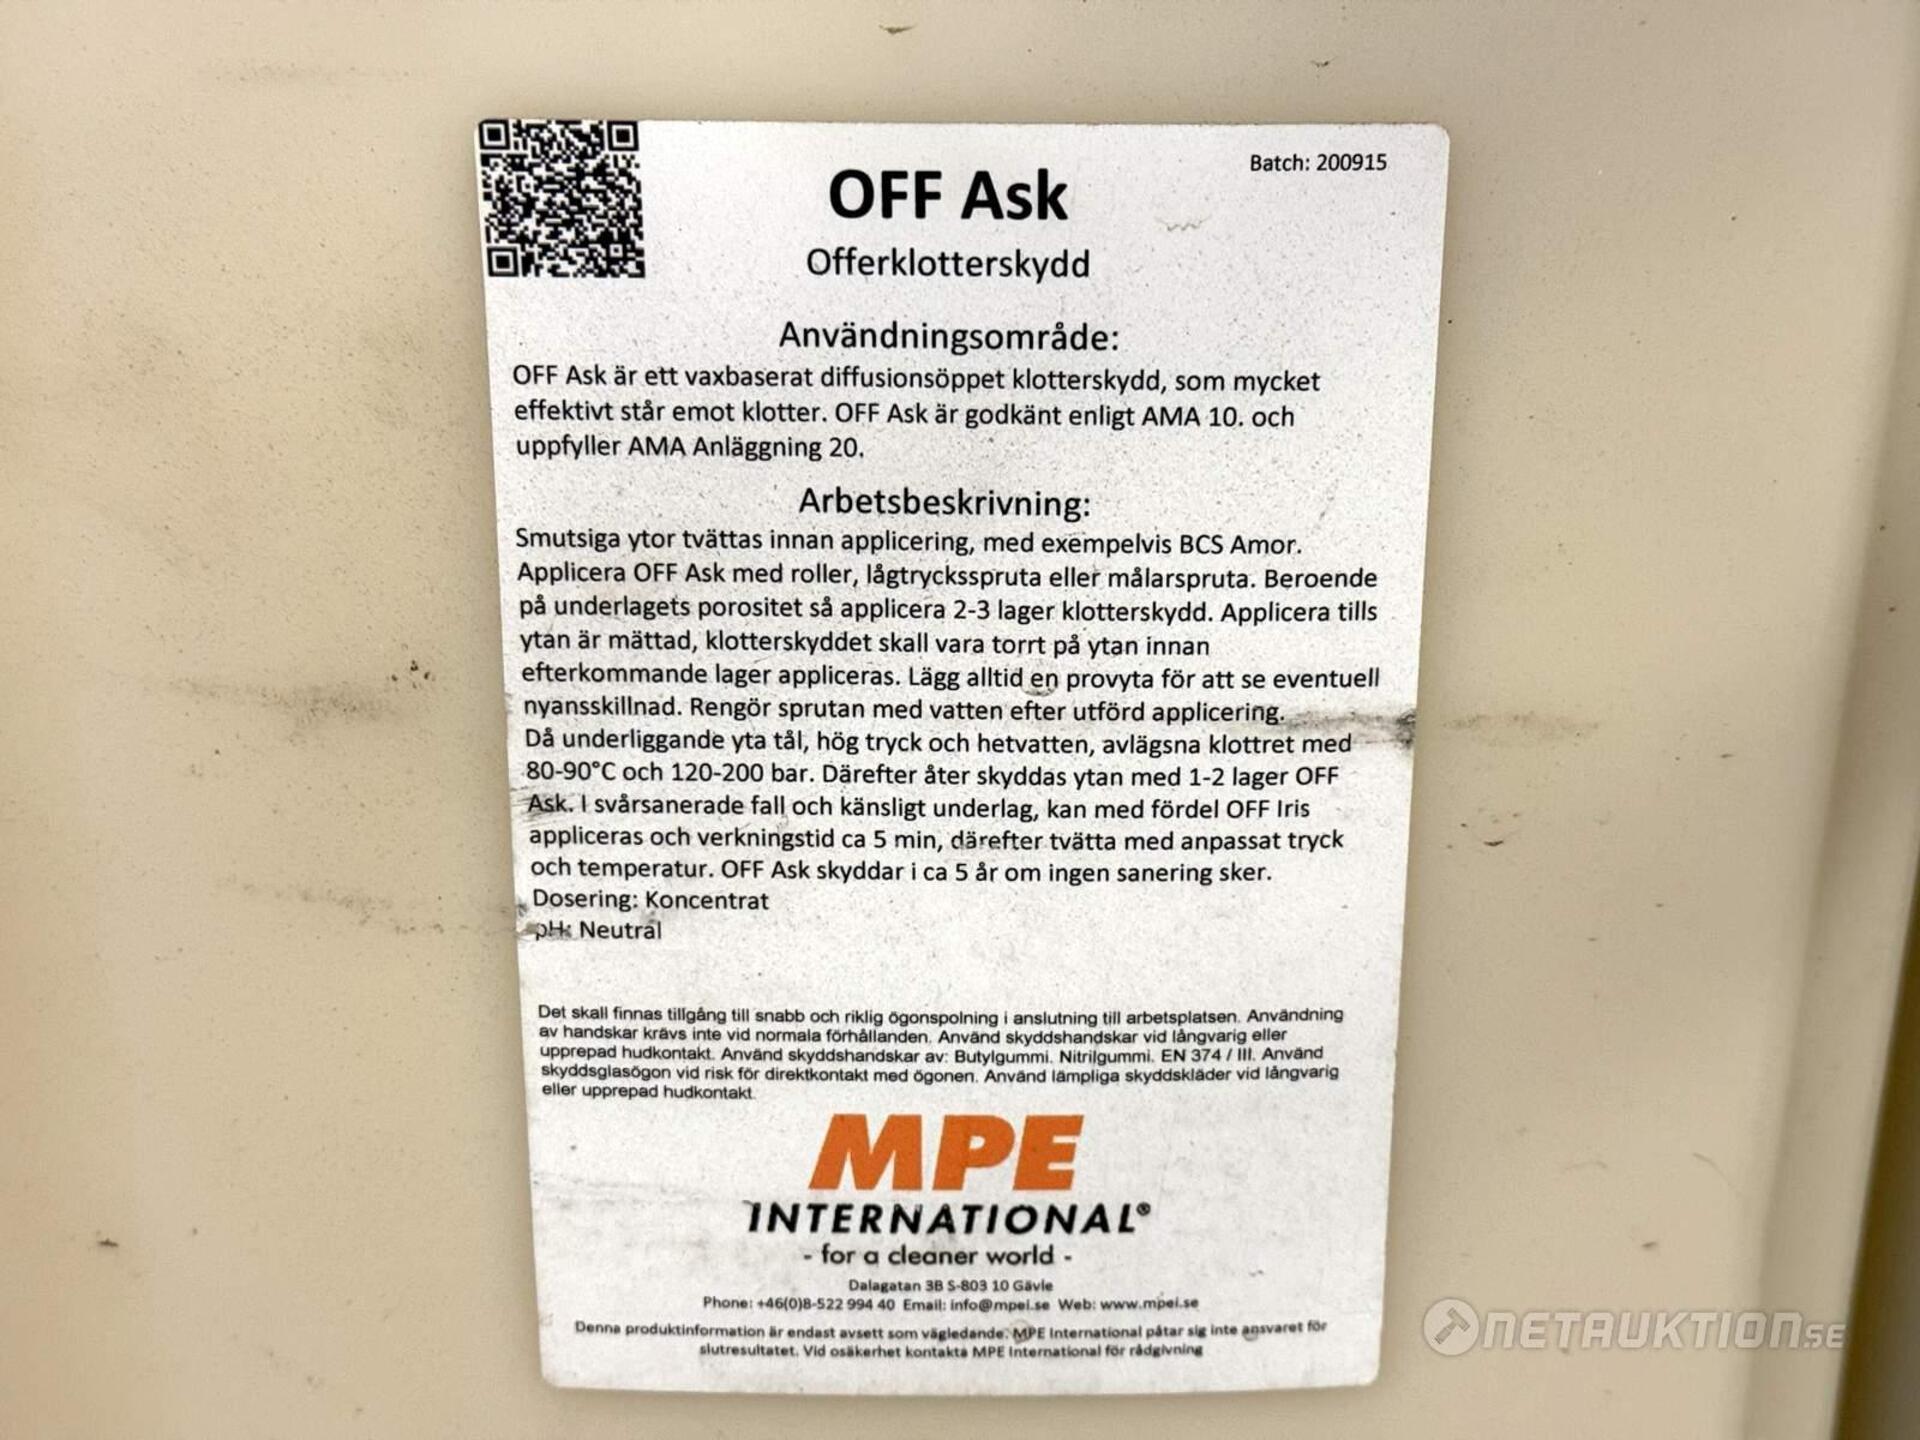 Batch: 200915
OFF Ask
Offerklotterskydd
Användningsområde:
OFF Ask är ett vaxbaserat diffusionsöppet klotterskydd, som mycket
effektivt står emot klotter. OFF Ask är godkänt enligt AMA 10. och
uppfyller AMA Anläggning 20.
Arbetsbeskrivning:
Smutsiga ytor tvättas innan applicering, med exempelvis BCS Amor.
Applicera OFF Ask med roller, lågtrycksspruta eller målarspruta. Beroende
på underlagets porositet så applicera 2-3 lager klotterskydd. Applicera tills
ytan är mättad, klotterskyddet skall vara torrt på ytan innan
efterkommande lager appliceras. Lägg alltid en provyta för att se eventuell
nyansskillnad. Rengör sprutan med vatten efter utförd applicering.
Då underliggande yta tål, hög tryck och hetvatten, avlägsna klottret med
80-90°C och 120-200 bar. Därefter åter skyddas ytan med 1-2 lager OFF
Ask. I svårsanerade fall och känsligt underlag, kan med fördel OFF Iris
appliceras och verkningstid ca 5 min, därefter tvätta med anpassat tryck
och temperatur. OFF Ask skyddar i ca 5 år om ingen sanering sker.
Dosering: Koncentrat
pH: Neutral
Det skall finnas tillgång till snabb och riklig ögonspolning i anslutning till arbetsplatsen. Användning
av handskar krävs inte vid normala förhållanden. Använd skyddshandskar vid långvarig eller
upprepad hudkontakt. Använd skyddshandskar av: Butylgummi. Nitrilgummi. EN 374 / III. Använd
skyddsglasögon vid risk för direktkontakt med ögonen. Använd lämpliga skyddskläder vid långvarig
eller upprepad hudkontakt.
MPE
INTERNATIONAL®
- for a cleaner world -
Dalagatan 3B S-803 10 Gävle
Phone: +46(0)8-522 994 40 Email: info@mpei.se Web: www.mpei.se
Denna produktinformation är endast avsett som vägledande. MPE International påtar sig inte ansvaret för
slutresultatet. Vid osäkerhet kontakta MPE International för rådgivning
NETAUKTION.SE